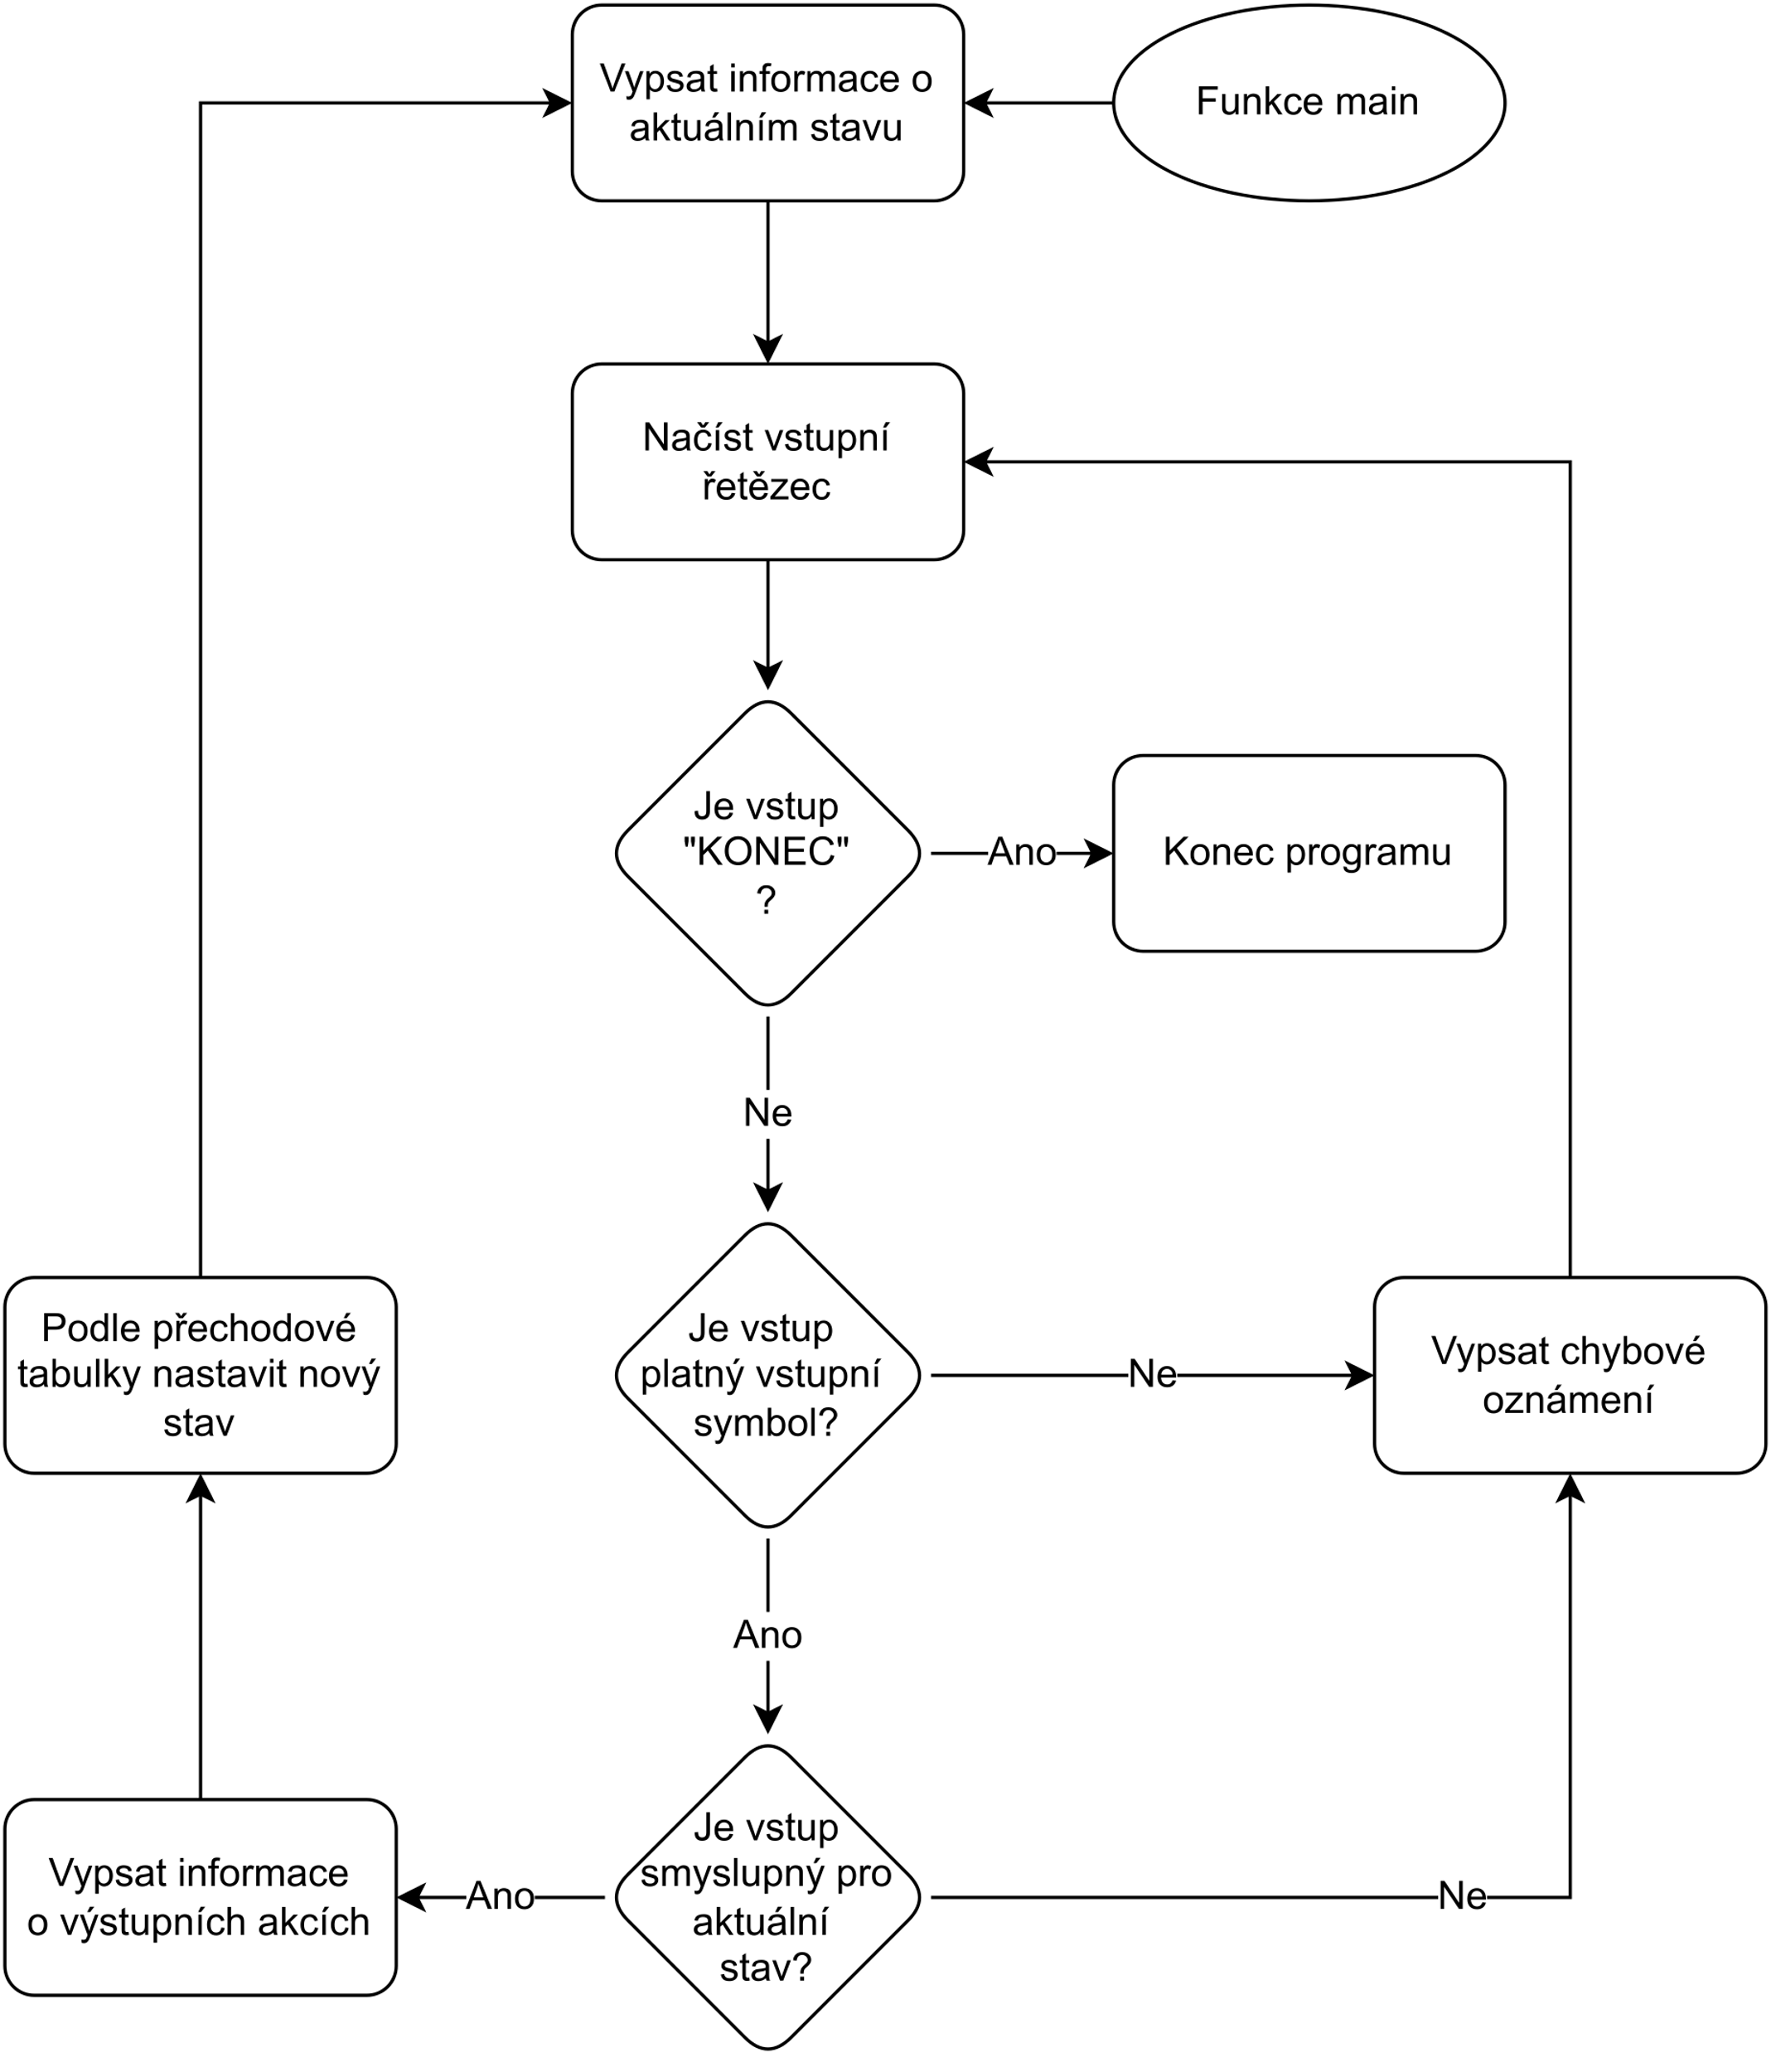 Vypsat informace o
aktuálním stavu
Funkce main
Načíst vstupní
řetězec
Je vstup
"KONEC"
?
Ano
Konec programu
Ne
Podle přechodové
tabulky nastavit nový
stav
Je vstup
platný vstupní
symbol?
Ne
Vypsat chybové
oznámení
Ano
Vypsat informace
o výstupních akcích
Ano
Je vstup
smyslupný pro
aktuální
stav?
Ne